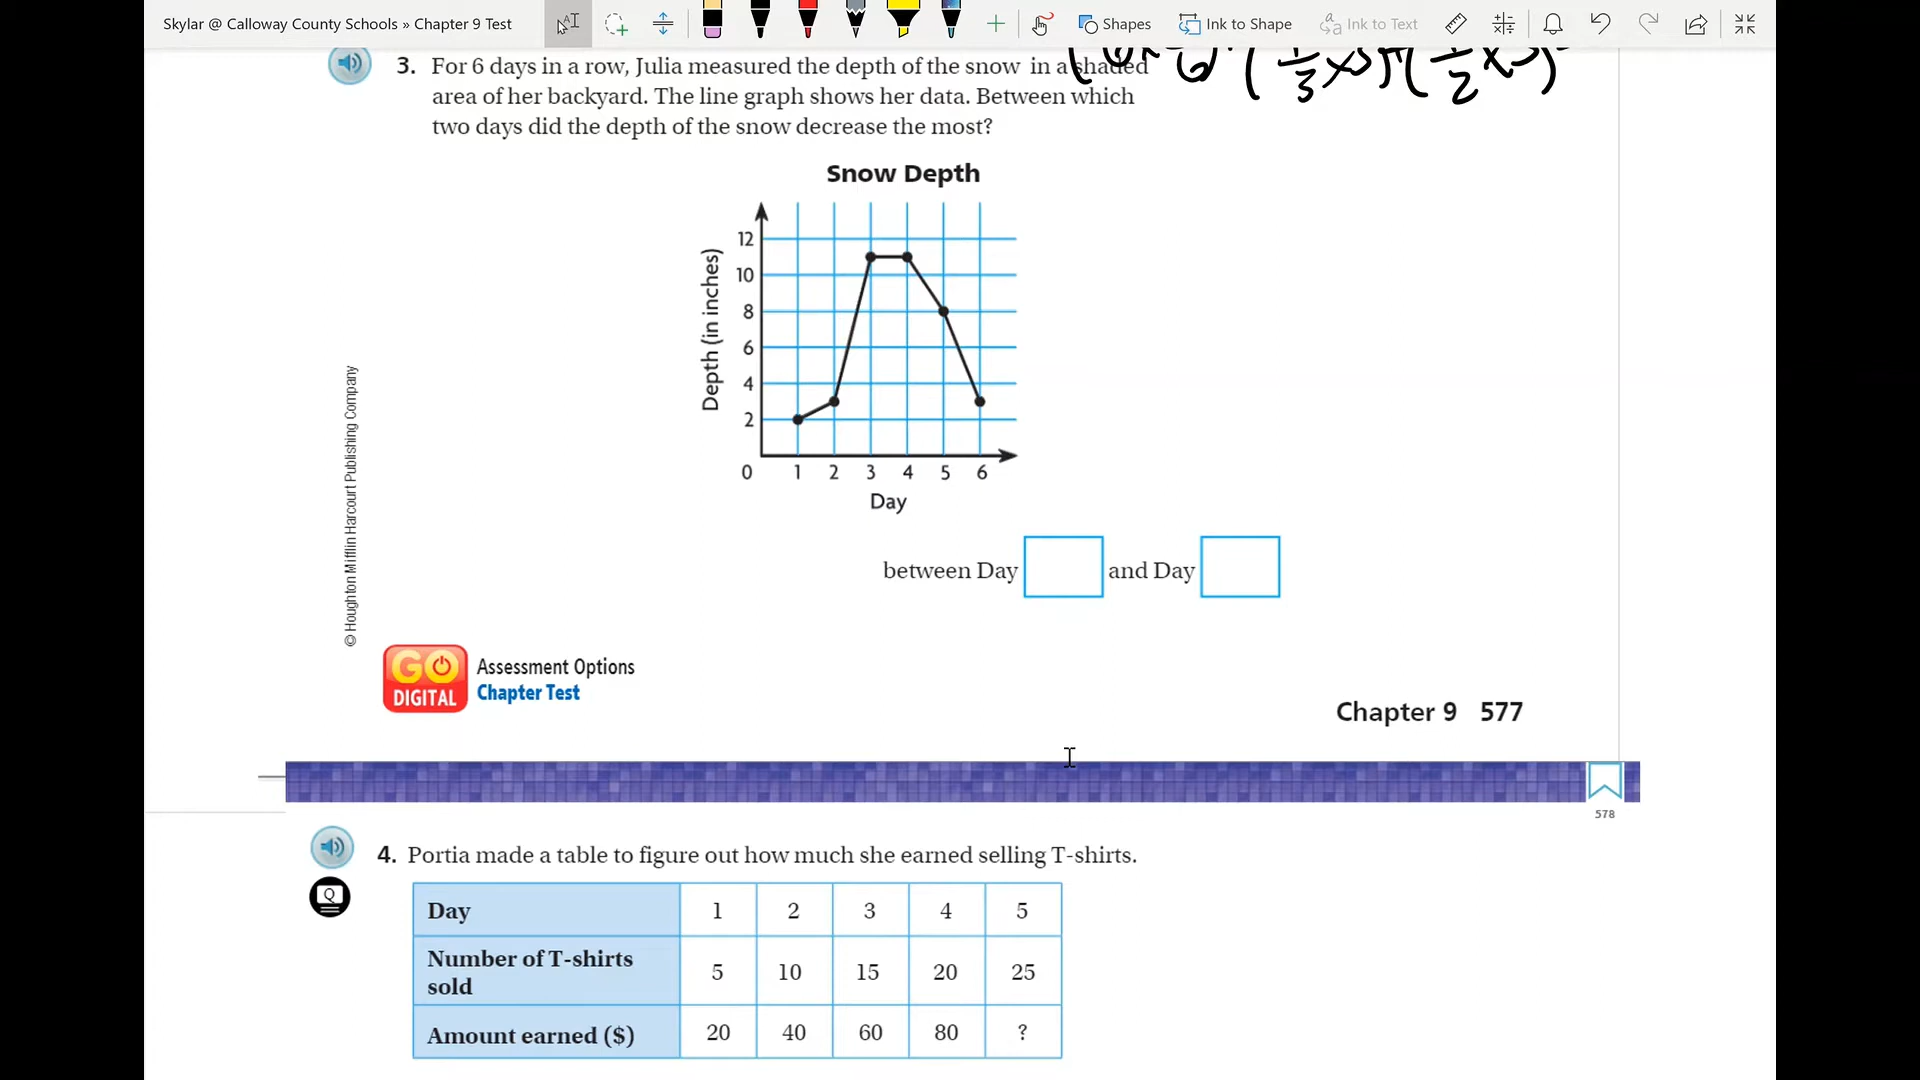 Skylar @ Calloway County Schools » Chapter 9 Test
Shapes
Ink to Shape
Ink to Text
3. For 6 days in a row, Julia measured the depth of the snow in a shaded
area of her backyard. The line graph shows her data. Between which
two days did the depth of the snow decrease the most?
Snow Depth
Depth (in inches)
12
10
8
6
4
2
0 1 2 3 4 5 6
Day
between Day and Day
© Houghton Mifflin Harcourt Publishing Company
GO DIGITAL
Assessment Options
Chapter Test
Chapter 9 577
578
4. Portia made a table to figure out how much she earned selling T-shirts.
Day 1 2 3 4 5
Number of T-shirts sold 5 10 15 20 25
Amount earned ($) 20 40 60 80 ?